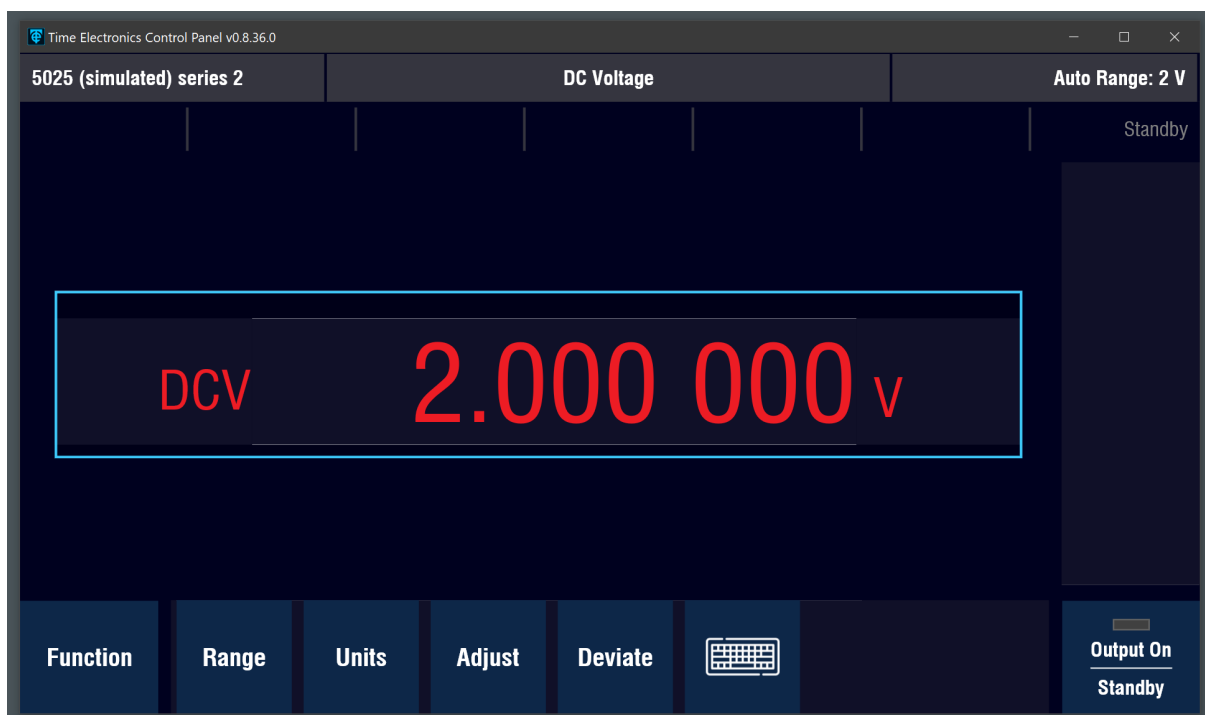 Time Electronics Control Panel v0.8.36.0
5025 (simulated) series 2
DC Voltage
Auto Range: 2 V
Standby
DCV 2.000 000 V
Function
Range
Units
Adjust
Deviate
Output On
Standby